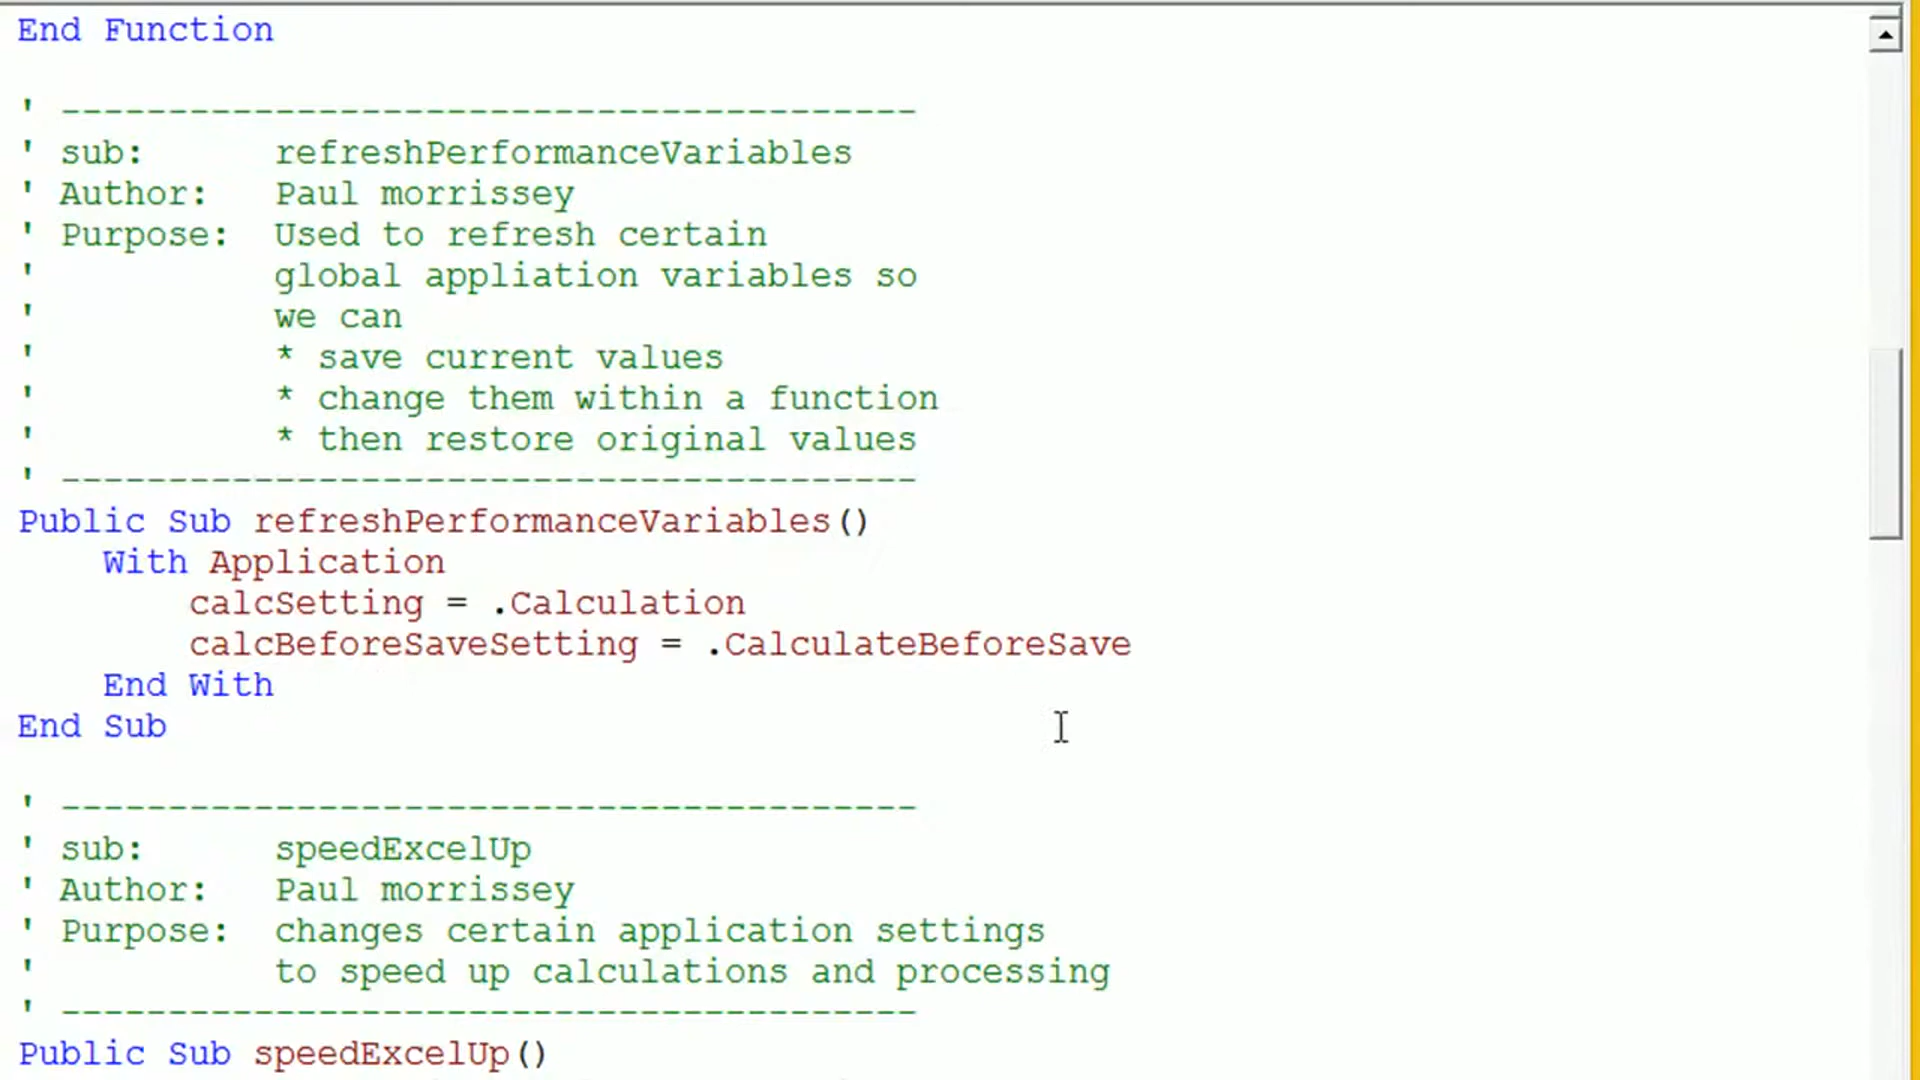 End Function
' ----------------------------------------
' sub:      refreshPerformanceVariables
' Author:   Paul morrissey
' Purpose:  Used to refresh certain
'           global appliation variables so
'           we can
'           * save current values
'           * change them within a function
'           * then restore original values
' ----------------------------------------
Public Sub refreshPerformanceVariables()
    With Application
        calcSetting = .Calculation
        calcBeforeSaveSetting = .CalculateBeforeSave
    End With
End Sub
' ----------------------------------------
' sub:      speedExcelUp
' Author:   Paul morrissey
' Purpose:  changes certain application settings
'           to speed up calculations and processing
' ----------------------------------------
Public Sub speedExcelUp()